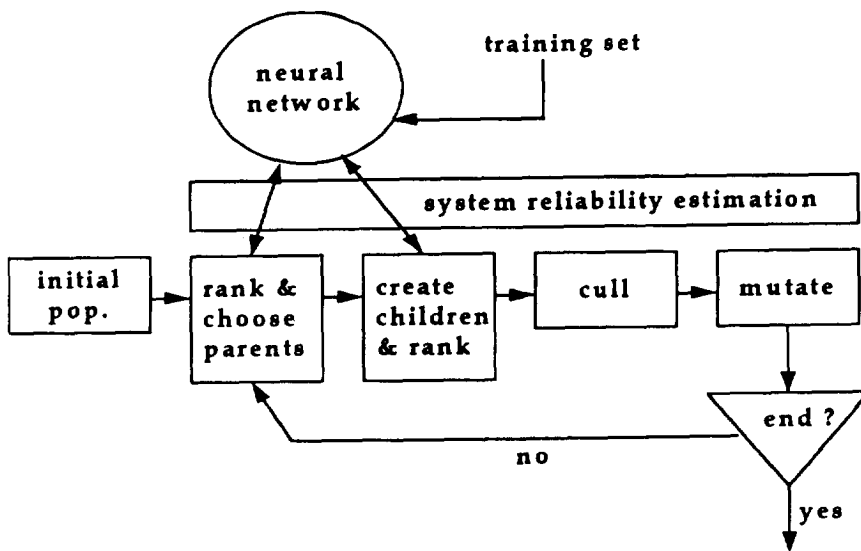 neural
network
training set
system reliability estimation
initial
pop.
rank &
choose
parents
create
children
& rank
cull
mutate
end ?
no
yes